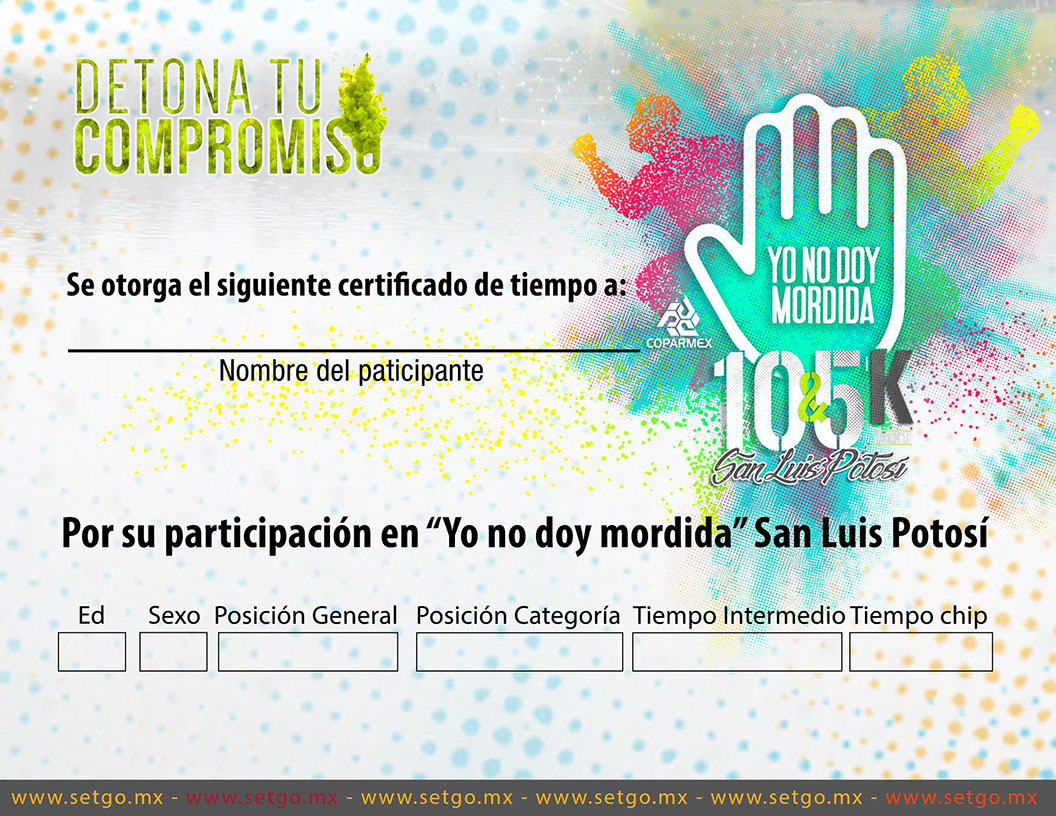 DETONA TU
COMPROMISO
YO NO DOY
MORDIDA
Se otorga el siguiente certificado de tiempo a:
COPARMEX
Nombre del paticipante
10&5K
San Luis Potosí
Por su participación en “Yo no doy mordida” San Luis Potosí
Ed Sexo Posición General Posición Categoría Tiempo Intermedio Tiempo chip
www.setgo.mx - www.setgo.mx - www.setgo.mx - www.setgo.mx - www.setgo.mx - www.setgo.mx